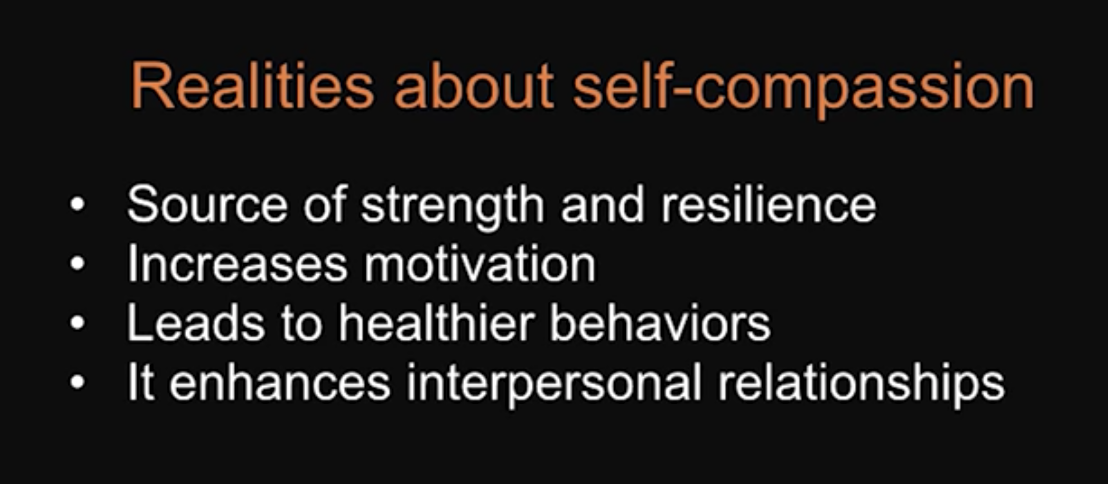 Realities about self-compassion
• Source of strength and resilience
• Increases motivation
• Leads to healthier behaviors
• It enhances interpersonal relationships